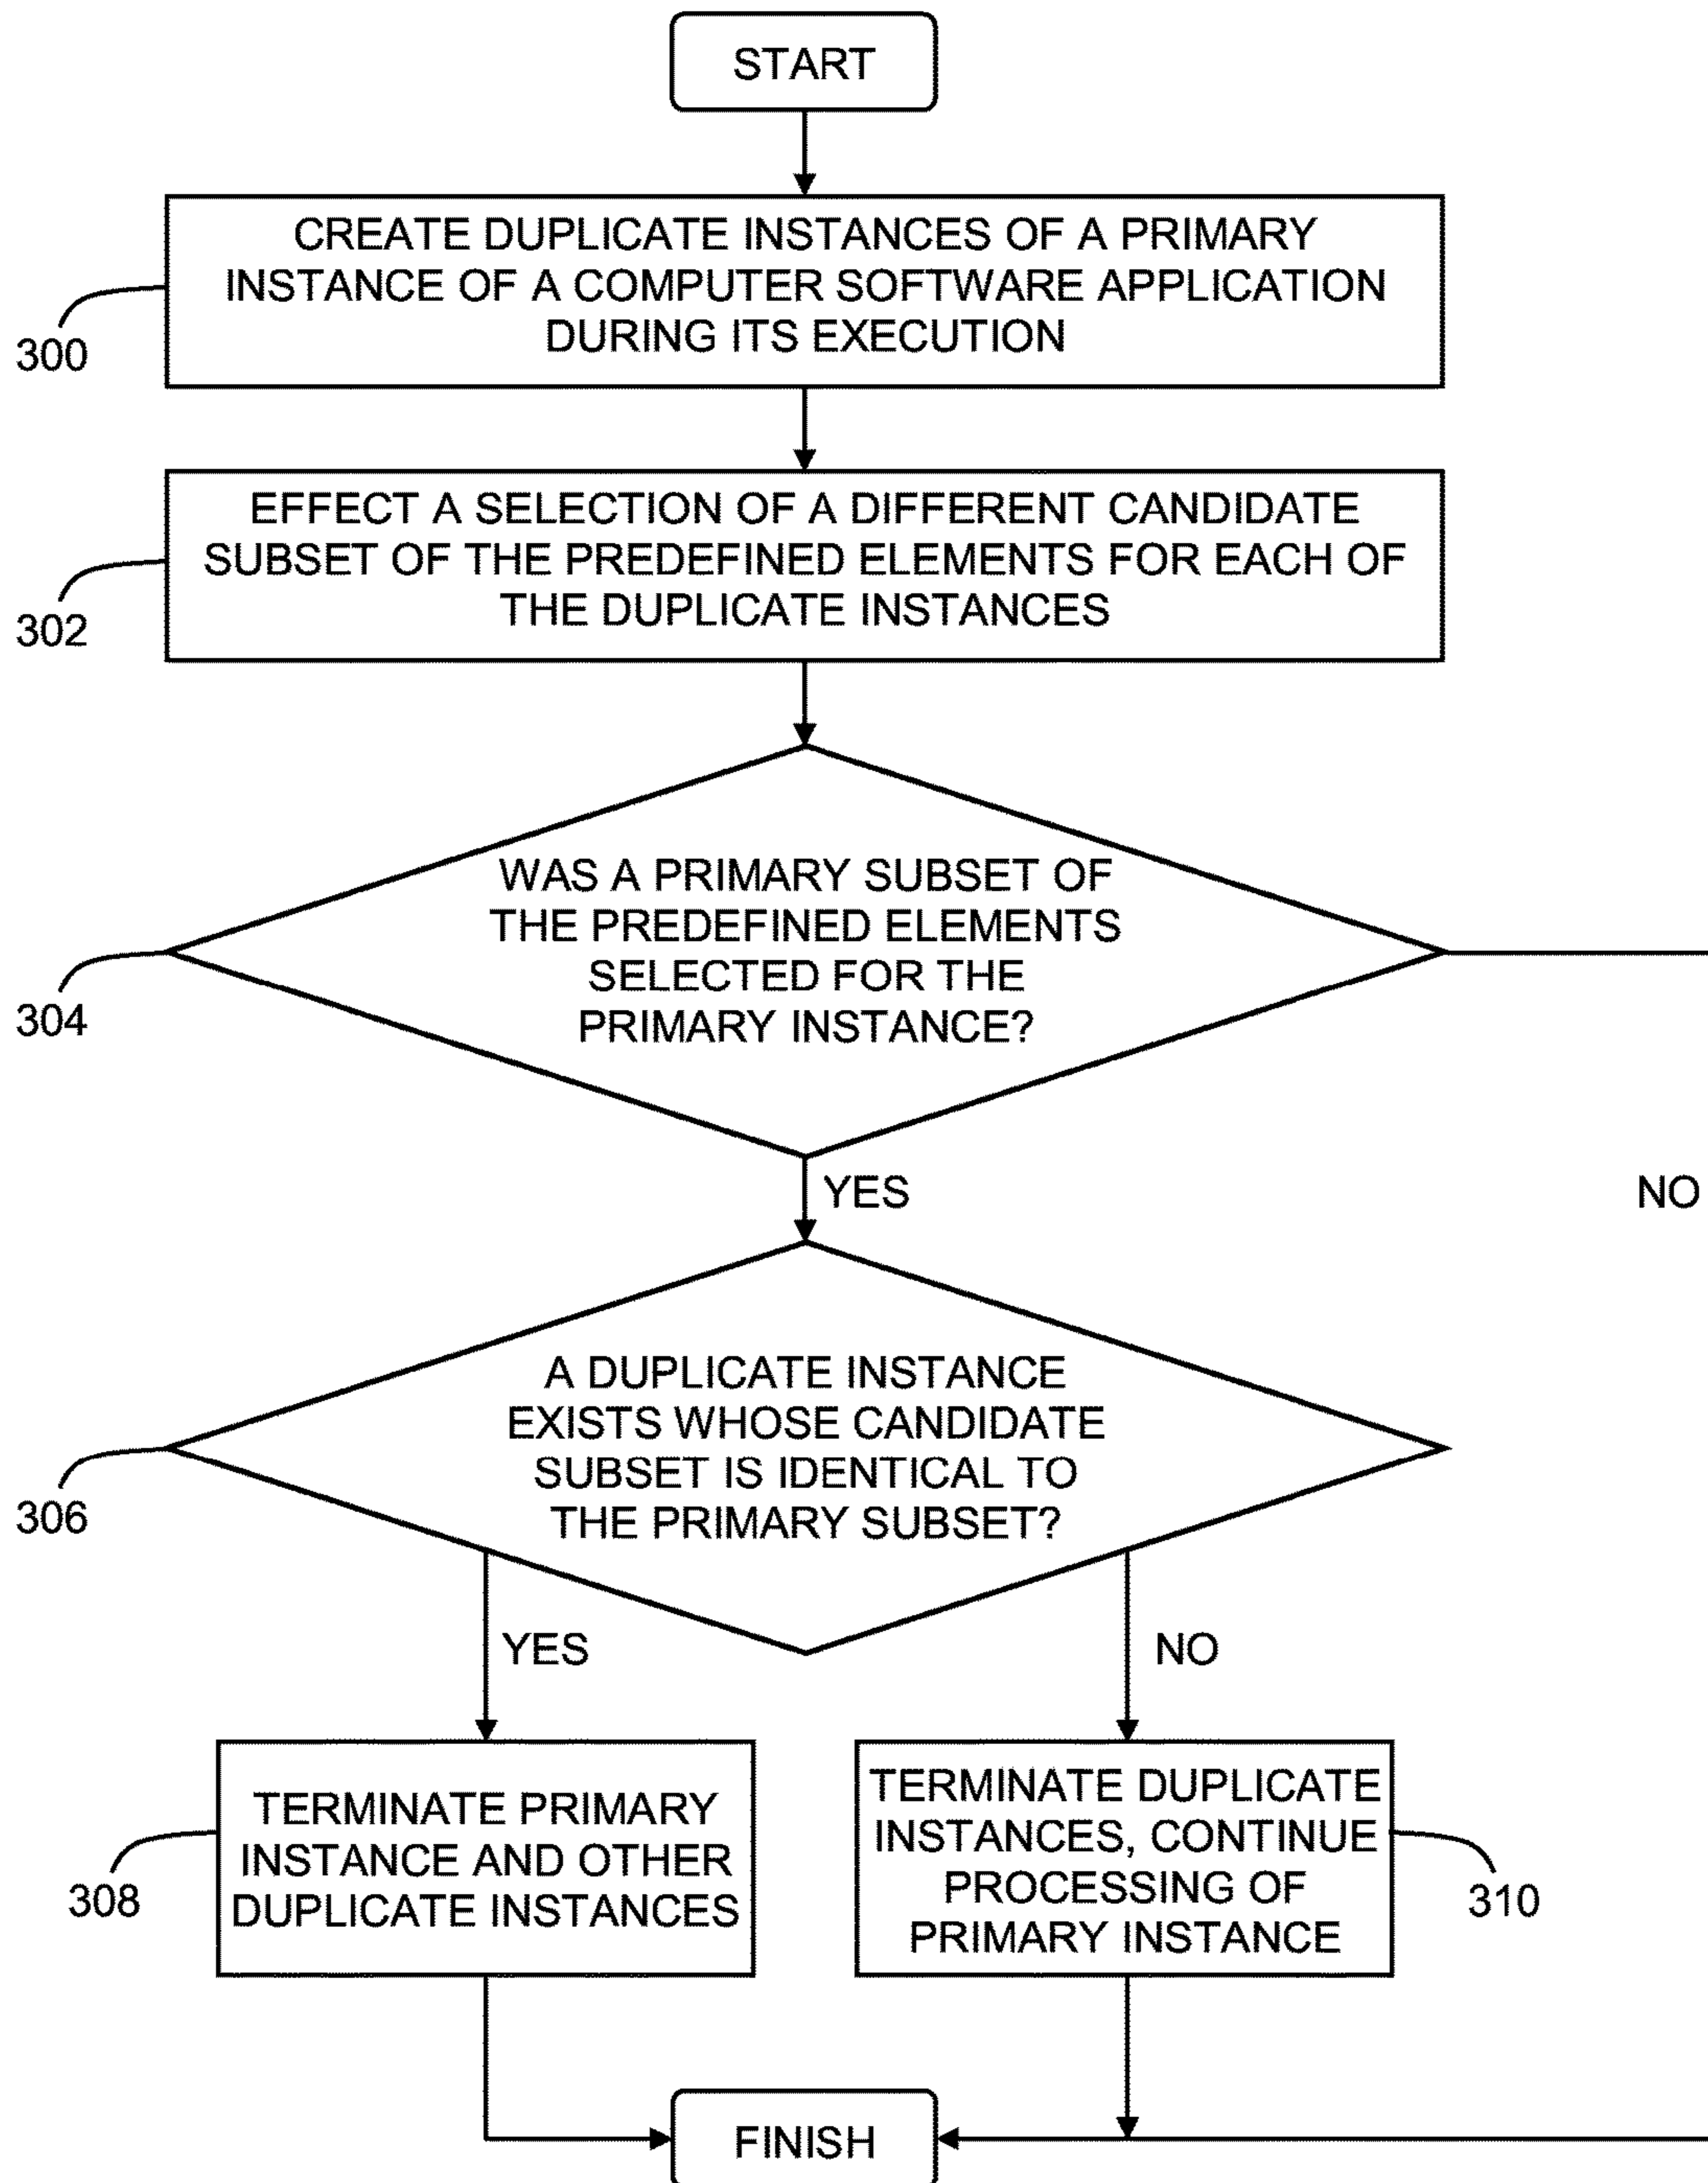 START
CREATE DUPLICATE INSTANCES OF A PRIMARY
INSTANCE OF A COMPUTER SOFTWARE APPLICATION
DURING ITS EXECUTION
300
EFFECT A SELECTION OF A DIFFERENT CANDIDATE
SUBSET OF THE PREDEFINED ELEMENTS FOR EACH OF
THE DUPLICATE INSTANCES
302
WAS A PRIMARY SUBSET OF
THE PREDEFINED ELEMENTS
SELECTED FOR THE
PRIMARY INSTANCE?
304
YES
NO
A DUPLICATE INSTANCE
EXISTS WHOSE CANDIDATE
SUBSET IS IDENTICAL TO
THE PRIMARY SUBSET?
306
YES
NO
TERMINATE PRIMARY
INSTANCE AND OTHER
DUPLICATE INSTANCES
308
TERMINATE DUPLICATE
INSTANCES, CONTINUE
PROCESSING OF
PRIMARY INSTANCE
310
FINISH